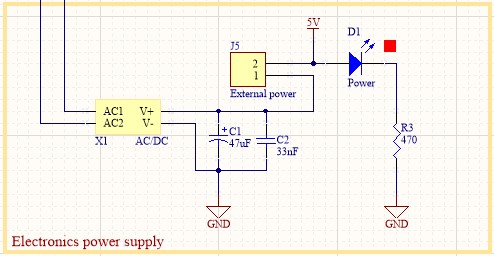 5V
D1
J5
2
1
Power
External power
AC1 V+
AC2 V-
X1 AC/DC
C1
47uF
C2
33nF
R3
470
GND
GND
Electronics power supply